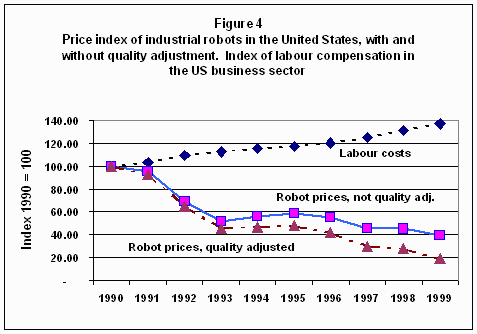 Figure 4
Price index of industrial robots in the United States, with and
without quality adjustment. Index of labour compensation in
the US business sector
Index 1990 = 100
140.00
120.00
100.00
80.00
60.00
40.00
20.00
-
Labour costs
Robot prices, not quality adj.
Robot prices, quality adjusted
1990 1991 1992 1993 1994 1995 1996 1997 1998 1999